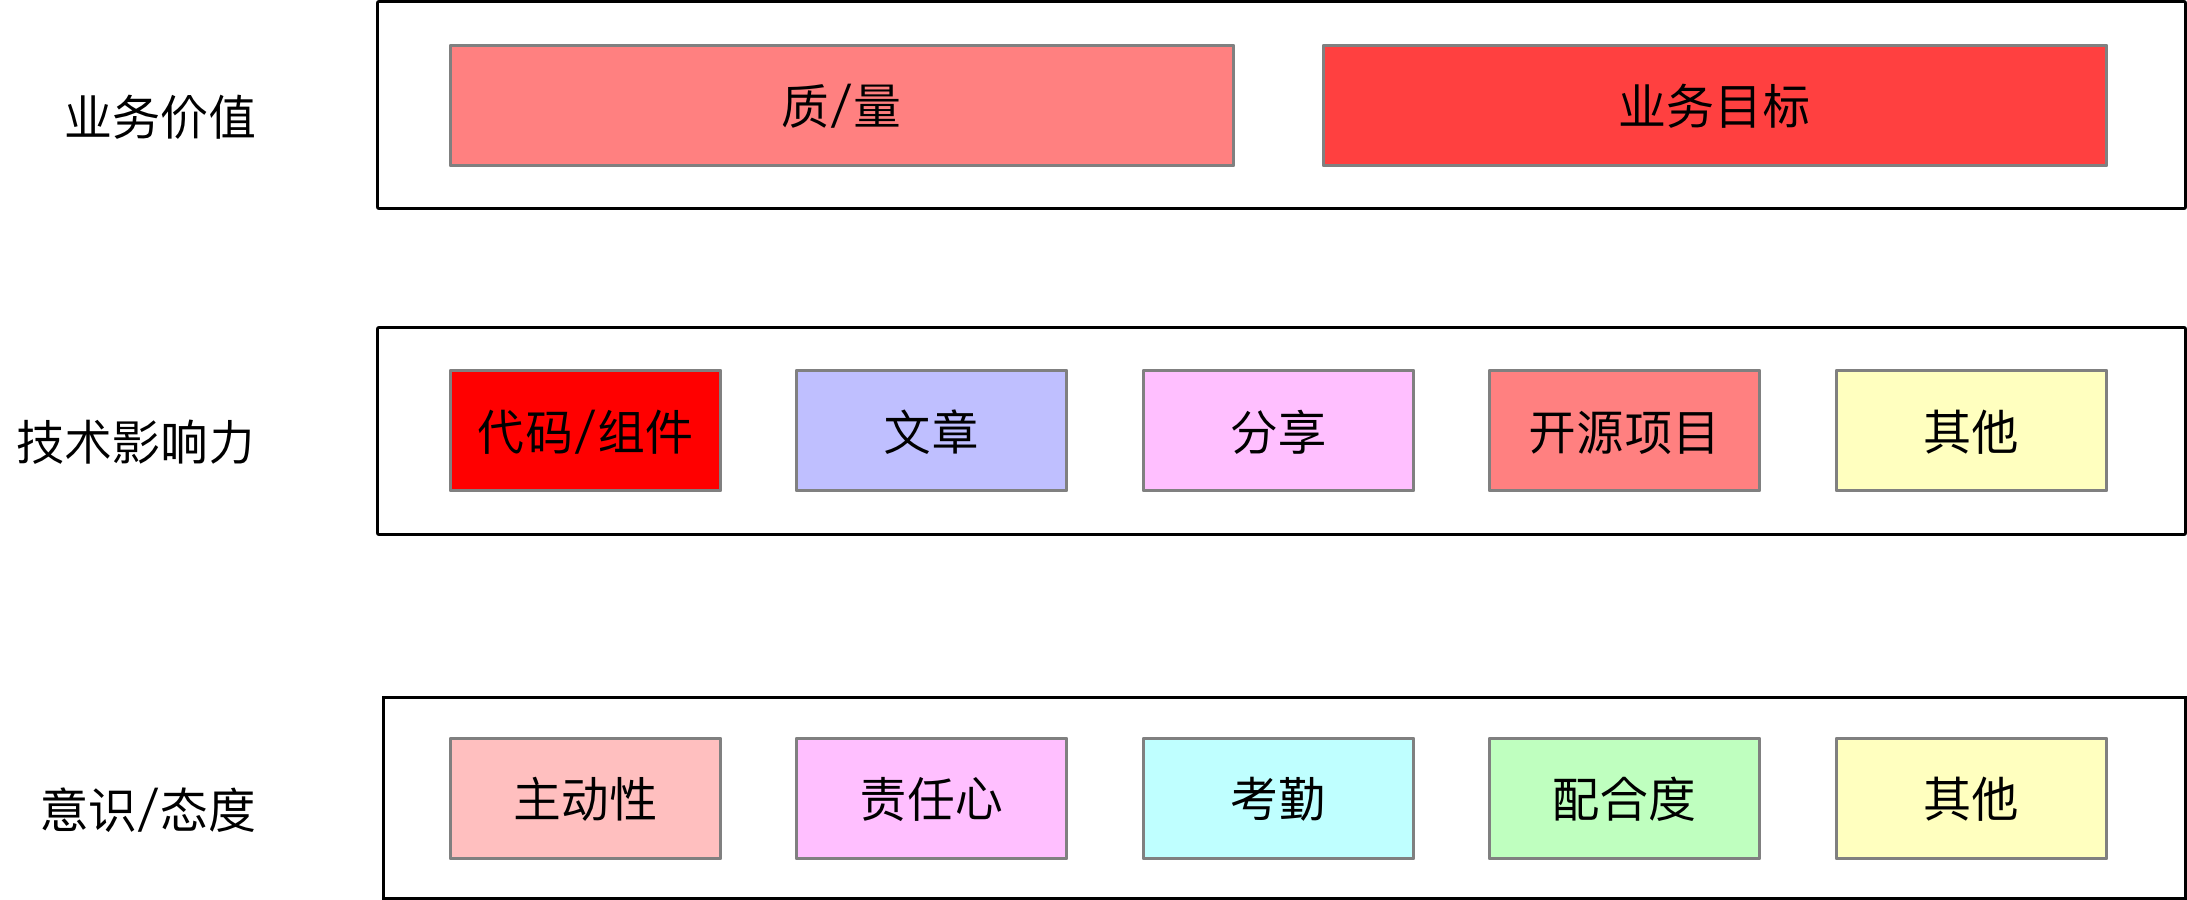 业务价值
质/量
业务目标
技术影响力
代码/组件
文章
分享
开源项目
其他
意识/态度
主动性
责任心
考勤
配合度
其他